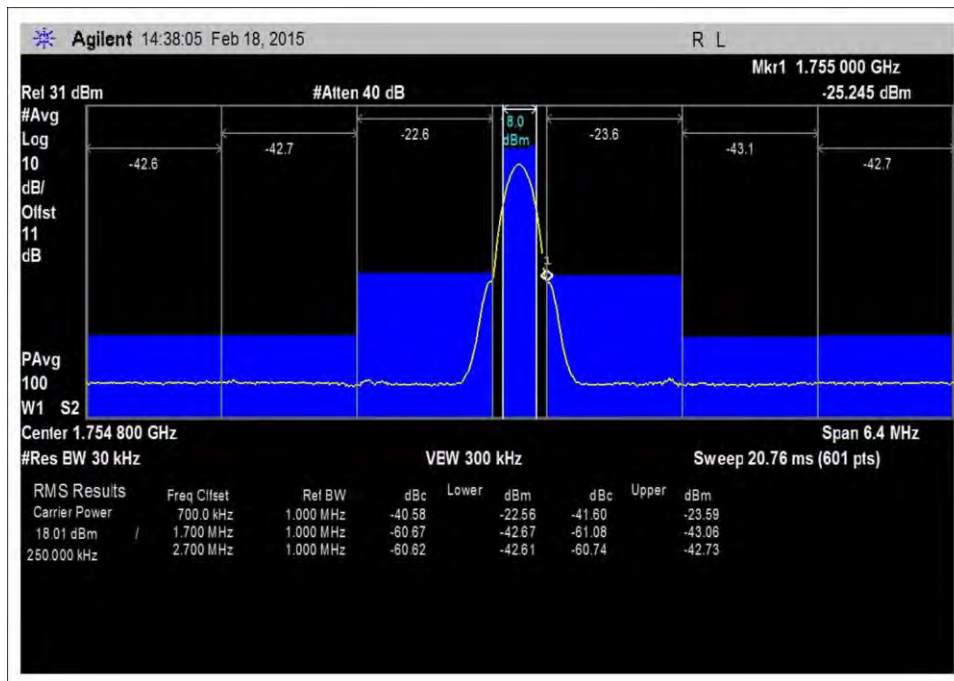 Agilent 14:38:05 Feb 18, 2015 R L
Mkr1 1.755 000 GHz
Ref 31 dBm #Atten 40 dB -25.245 dBm
#Avg
Log
10
dB/
Offst
11
dB
8.0
dBm
-42.6 -42.7 -22.6 -23.6 -43.1 -42.7
1
PAvg
100
W1 S2
Center 1.754 800 GHz Span 6.4 MHz
#Res BW 30 kHz VBW 300 kHz Sweep 20.76 ms (601 pts)
RMS Results Freq Offset Ref BW dBc Lower dBm dBc Upper dBm
Carrier Power 700.0 kHz 1.000 MHz -40.58 -22.56 -41.60 -23.59
18.01 dBm / 1.700 MHz 1.000 MHz -60.67 -42.67 -61.08 -43.06
250.000 kHz 2.700 MHz 1.000 MHz -60.62 -42.61 -60.74 -42.73